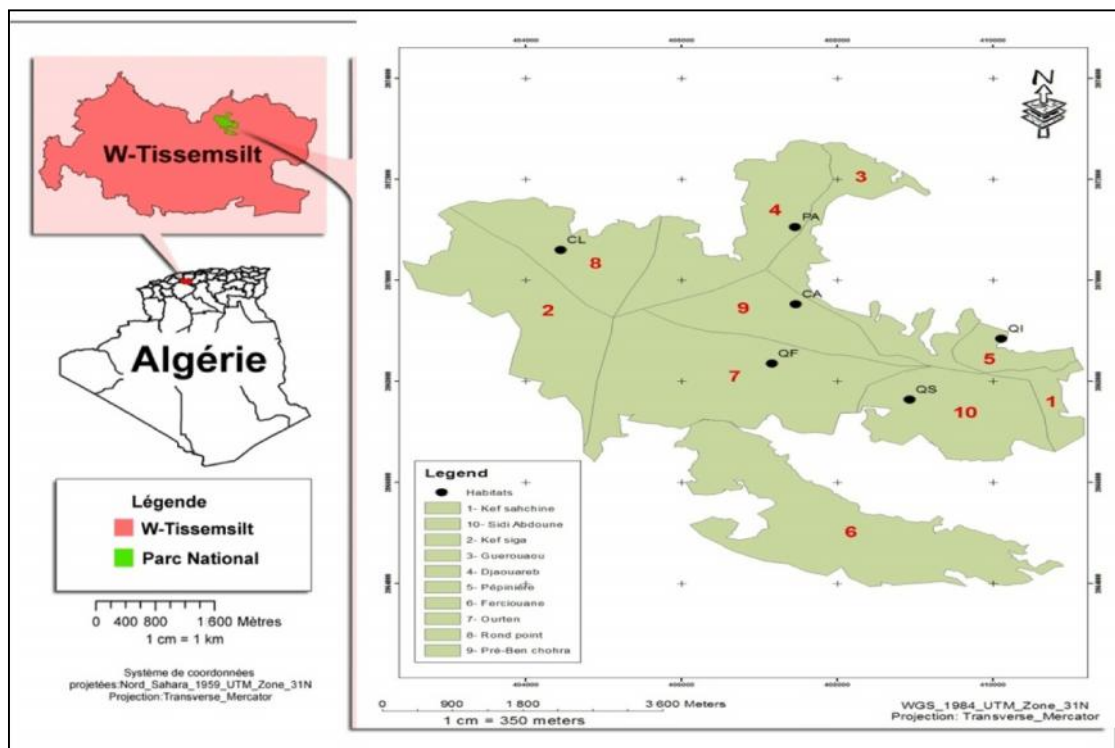 W-Tissemsilt
Algérie
Légende
W-Tissemsilt
Parc National
0 400 800 1 600 Mètres
1 cm = 1 km
Système de coordonnées
projetées:Nord_Sahara_1959_UTM_Zone_31N
Projection:Transverse_Mercator
N
3
4
PA
CL
8
2
9
CA
QI
5
QF
7
QS
10
1
6
Legend
Habitats
1- Kef sahchine
10- Sidi Abdoune
2- Kef siga
3- Guerouaou
4- Djaouareb
5- Pépinière
6- Ferciouane
7- Ourten
8- Rond point
9- Pré-Ben chohra
0 900 1 800 3 600 Meters
1 cm = 350 meters
WGS_1984_UTM_Zone_31N
Projection: Transverse_Mercator